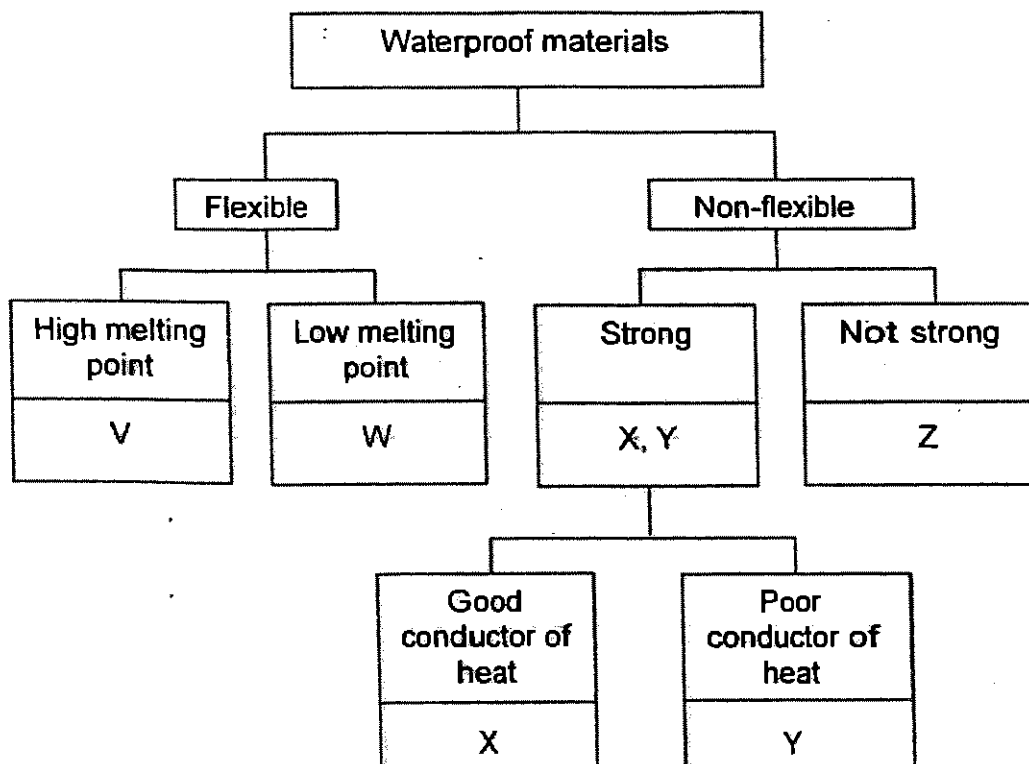 Waterproof materials
Flexible
Non-flexible
High melting
point
V
Low melting
point
W
Strong
X, Y
Not strong
Z
Good
conductor of
heat
X
Poor
conductor of
heat
Y